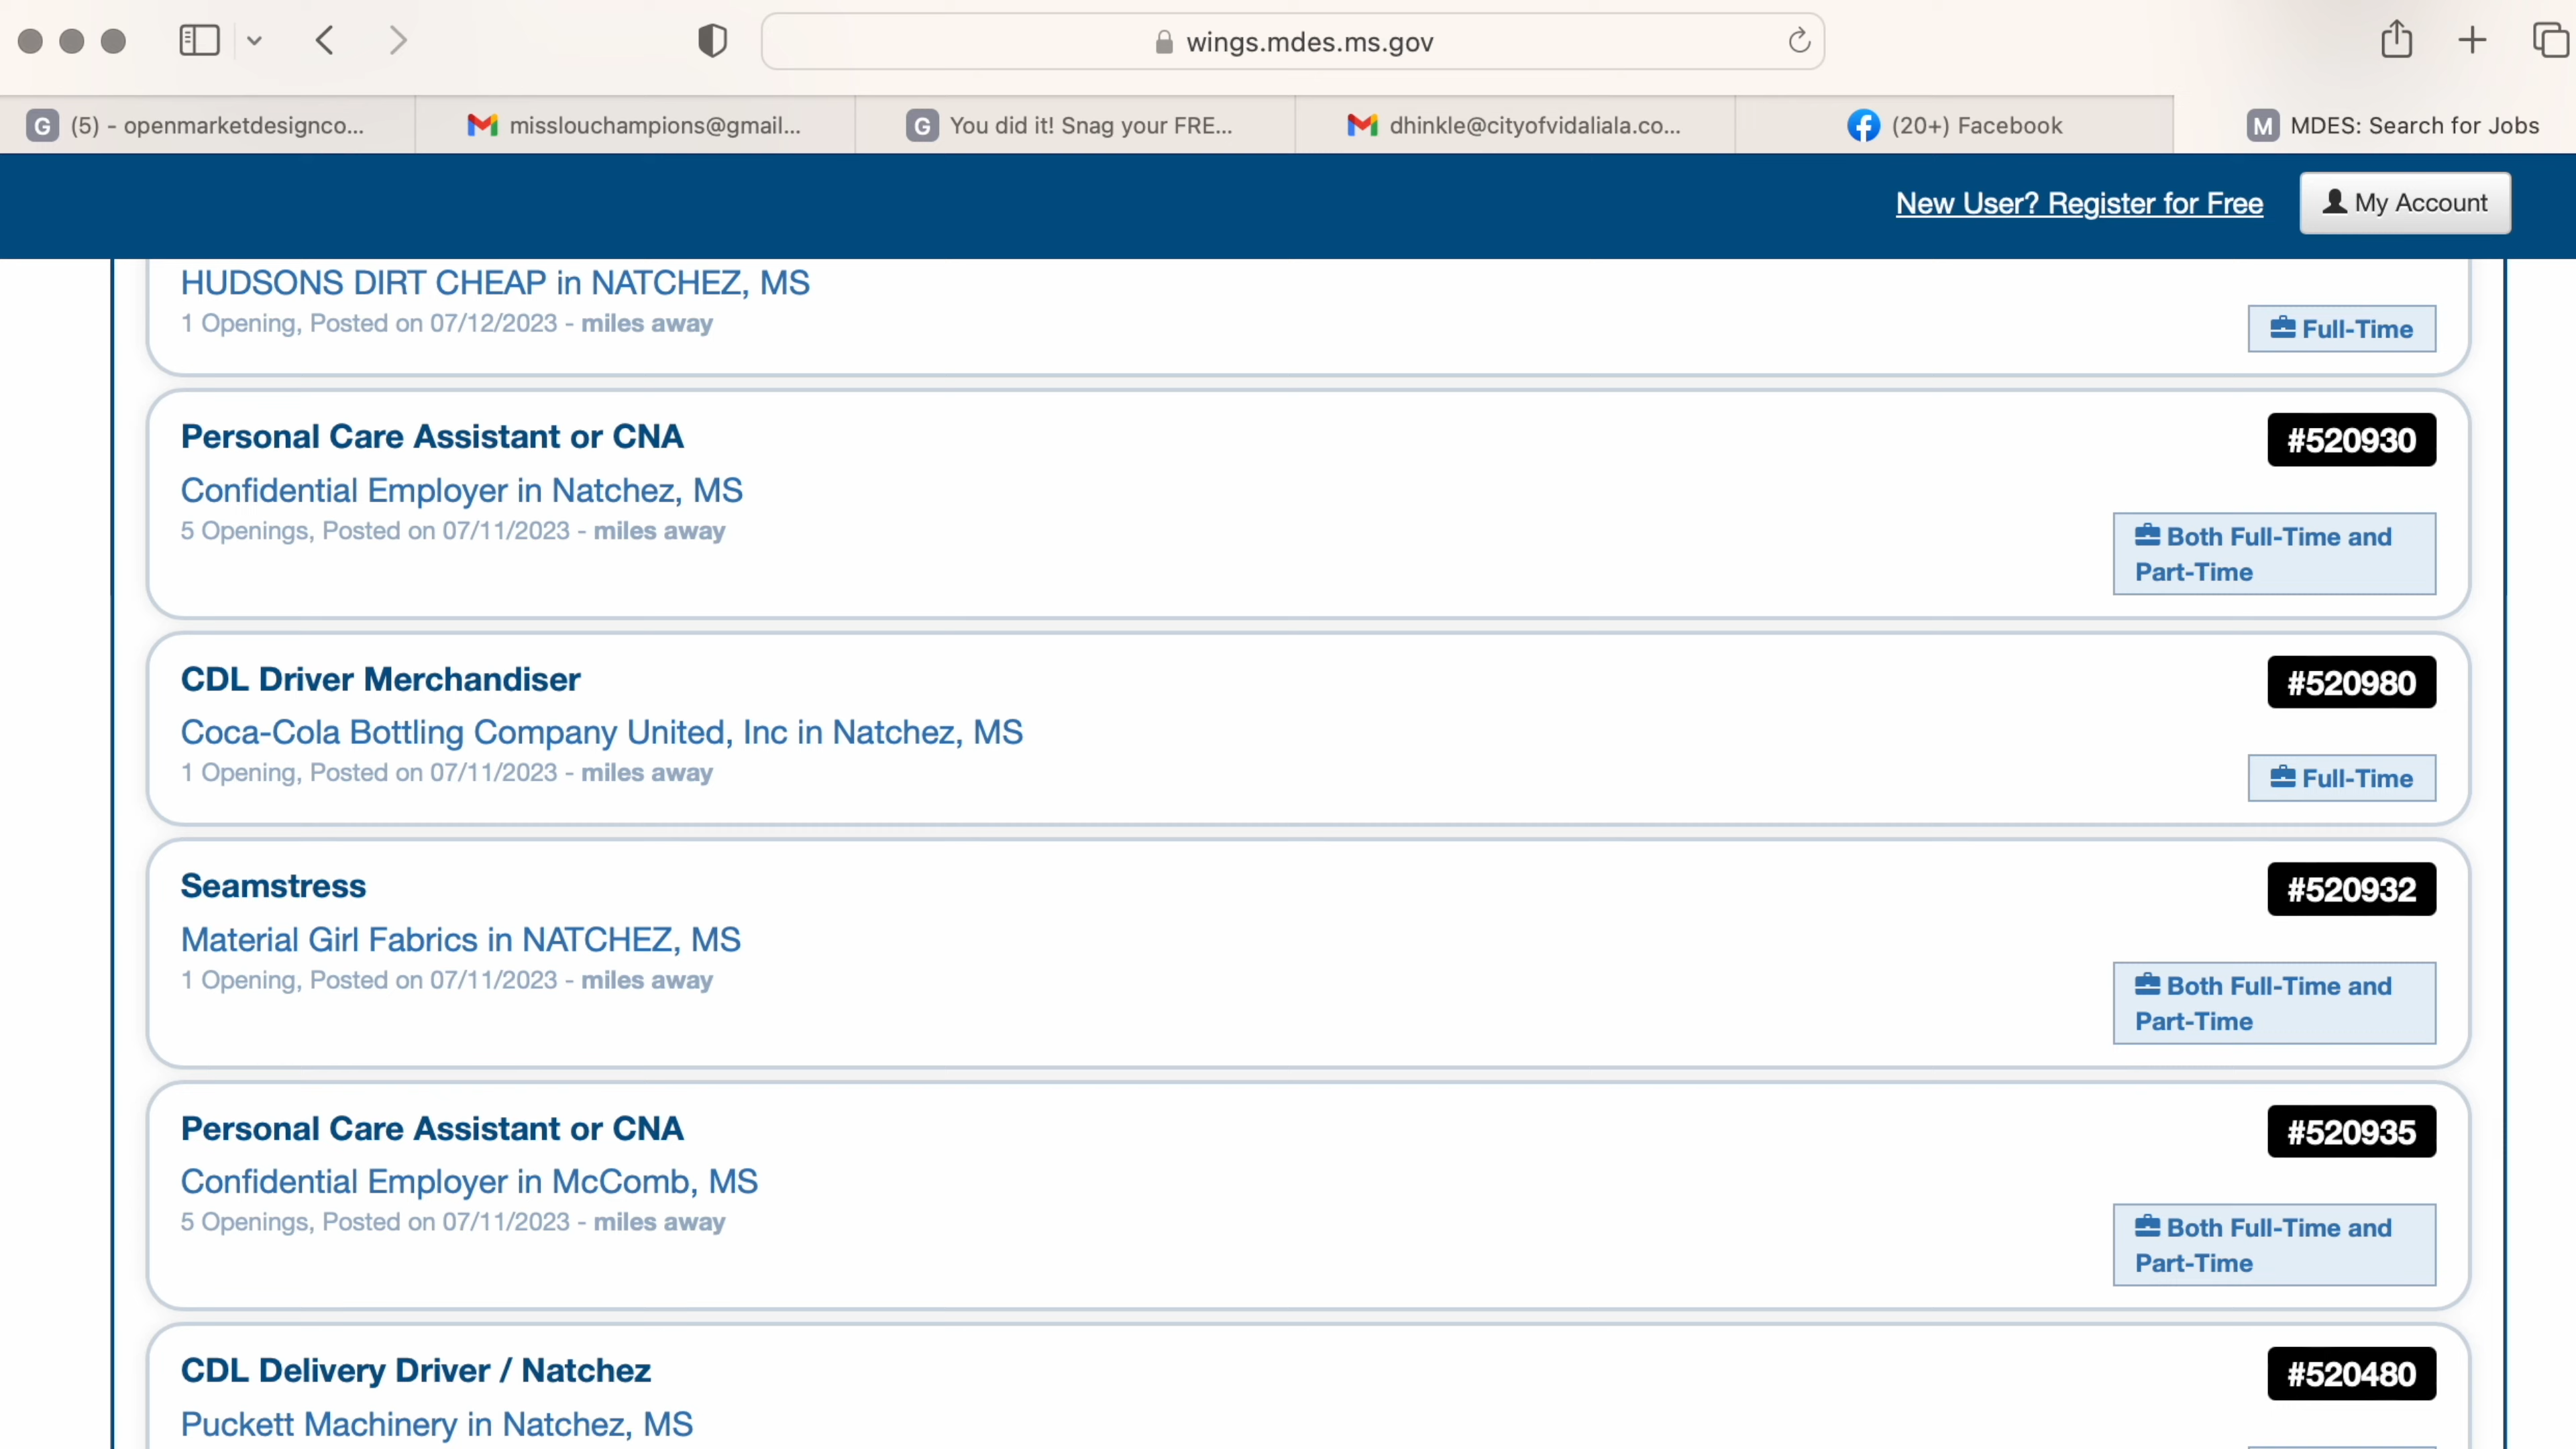 wings.mdes.ms.gov
G (5) - openmarketdesignco...
misslouchampions@gmail...
G You did it! Snag your FRE...
dhinkle@cityofvidaliala.co...
(20+) Facebook
M MDES: Search for Jobs
New User? Register for Free
My Account
HUDSONS DIRT CHEAP in NATCHEZ, MS
1 Opening, Posted on 07/12/2023 - miles away
Full-Time
Personal Care Assistant or CNA
#520930
Confidential Employer in Natchez, MS
5 Openings, Posted on 07/11/2023 - miles away
Both Full-Time and
Part-Time
CDL Driver Merchandiser
#520980
Coca-Cola Bottling Company United, Inc in Natchez, MS
1 Opening, Posted on 07/11/2023 - miles away
Full-Time
Seamstress
#520932
Material Girl Fabrics in NATCHEZ, MS
1 Opening, Posted on 07/11/2023 - miles away
Both Full-Time and
Part-Time
Personal Care Assistant or CNA
#520935
Confidential Employer in McComb, MS
5 Openings, Posted on 07/11/2023 - miles away
Both Full-Time and
Part-Time
CDL Delivery Driver / Natchez
#520480
Puckett Machinery in Natchez, MS